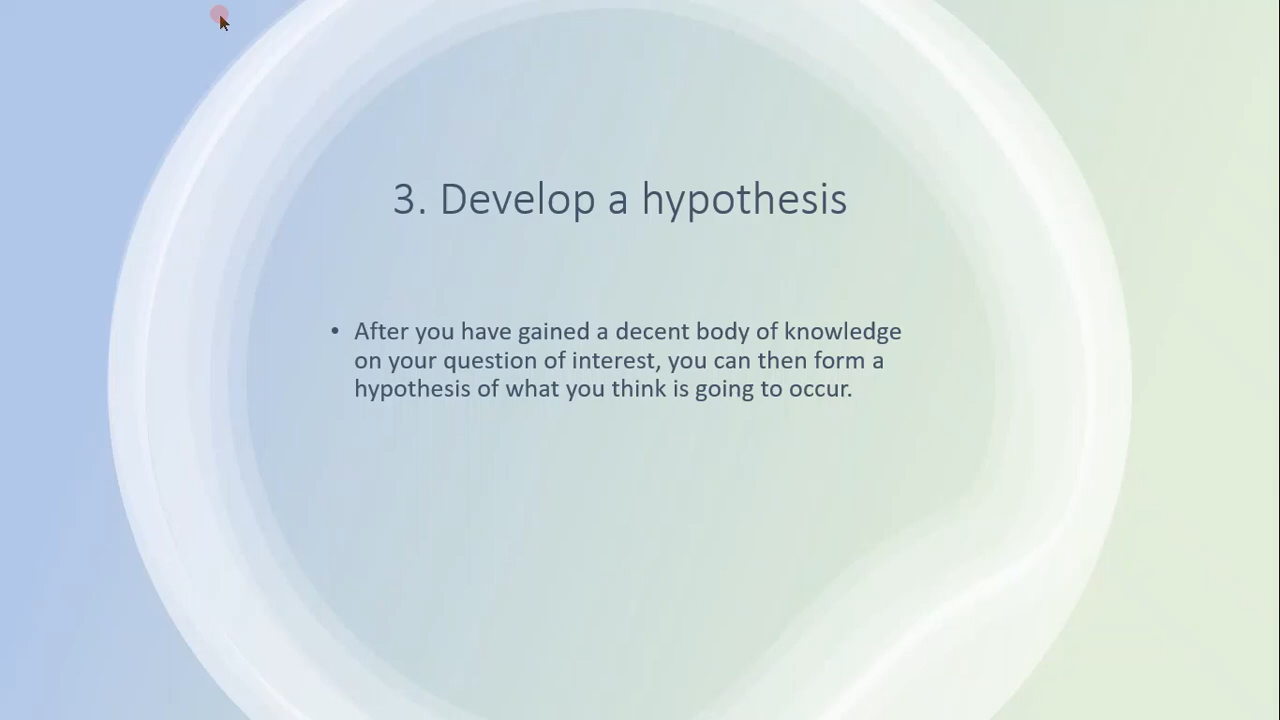 3. Develop a hypothesis
• After you have gained a decent body of knowledge
on your question of interest, you can then form a
hypothesis of what you think is going to occur.